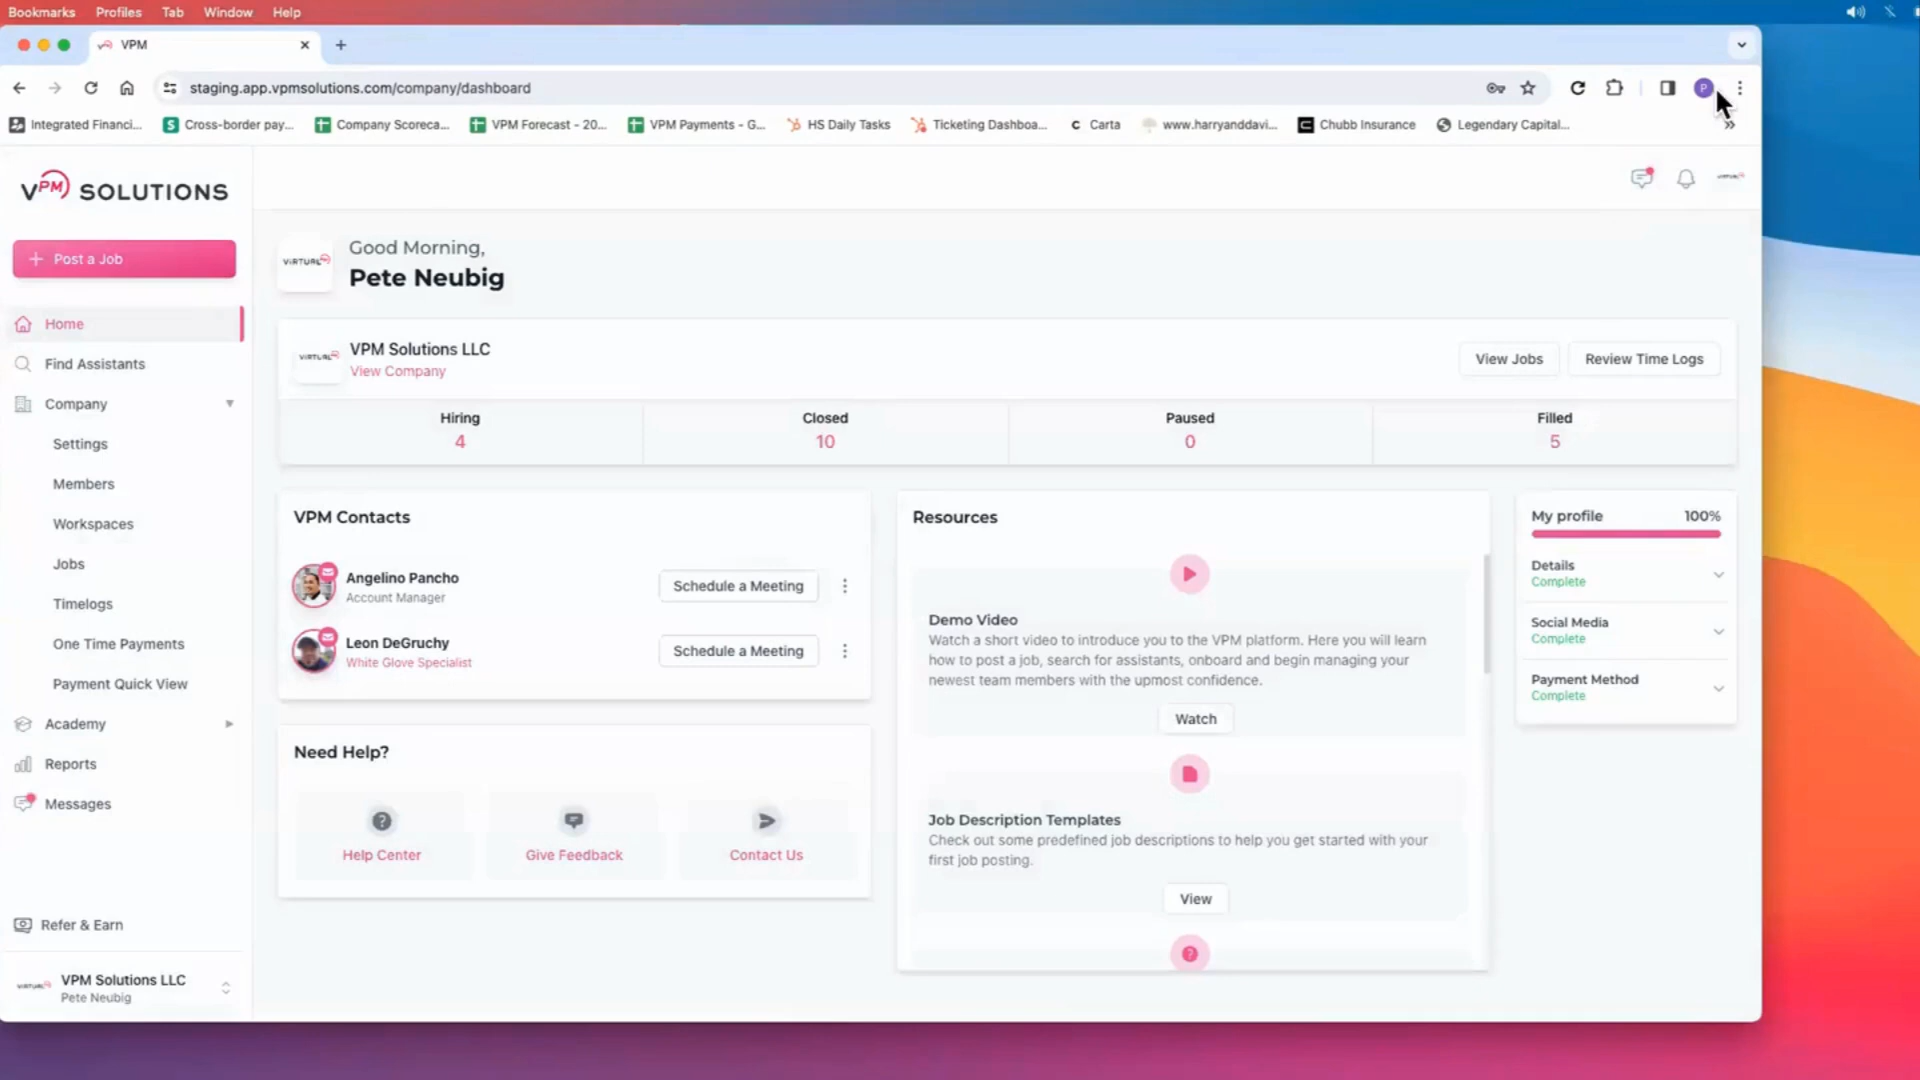 Bookmarks Profiles Tab Window Help
VPM
staging.app.vpmsolutions.com/company/dashboard
P
Integrated Financi... Cross-border pay... Company Scoreca... VPM Forecast - 20... VPM Payments - G... HS Daily Tasks Ticketing Dashboa... Carta www.harryanddavi... Chubb Insurance Legendary Capital...
VPM SOLUTIONS
Post a Job
Home
Find Assistants
Company
Settings
Members
Workspaces
Jobs
Timelogs
One Time Payments
Payment Quick View
Academy
Reports
Messages
Refer & Earn
VPM Solutions LLC
Pete Neubig
VIRTUAL
Good Morning,
Pete Neubig
VPM Solutions LLC
View Company
View Jobs
Review Time Logs
Hiring
4
Closed
10
Paused
0
Filled
5
VPM Contacts
Angelino Pancho
Account Manager
Schedule a Meeting
Leon DeGruchy
White Glove Specialist
Schedule a Meeting
Need Help?
Help Center
Give Feedback
Contact Us
Resources
Demo Video
Watch a short video to introduce you to the VPM platform. Here you will learn
how to post a job, search for assistants, onboard and begin managing your
newest team members with the upmost confidence.
Watch
Job Description Templates
Check out some predefined job descriptions to help you get started with your
first job posting.
View
My profile 100%
Details
Complete
Social Media
Complete
Payment Method
Complete